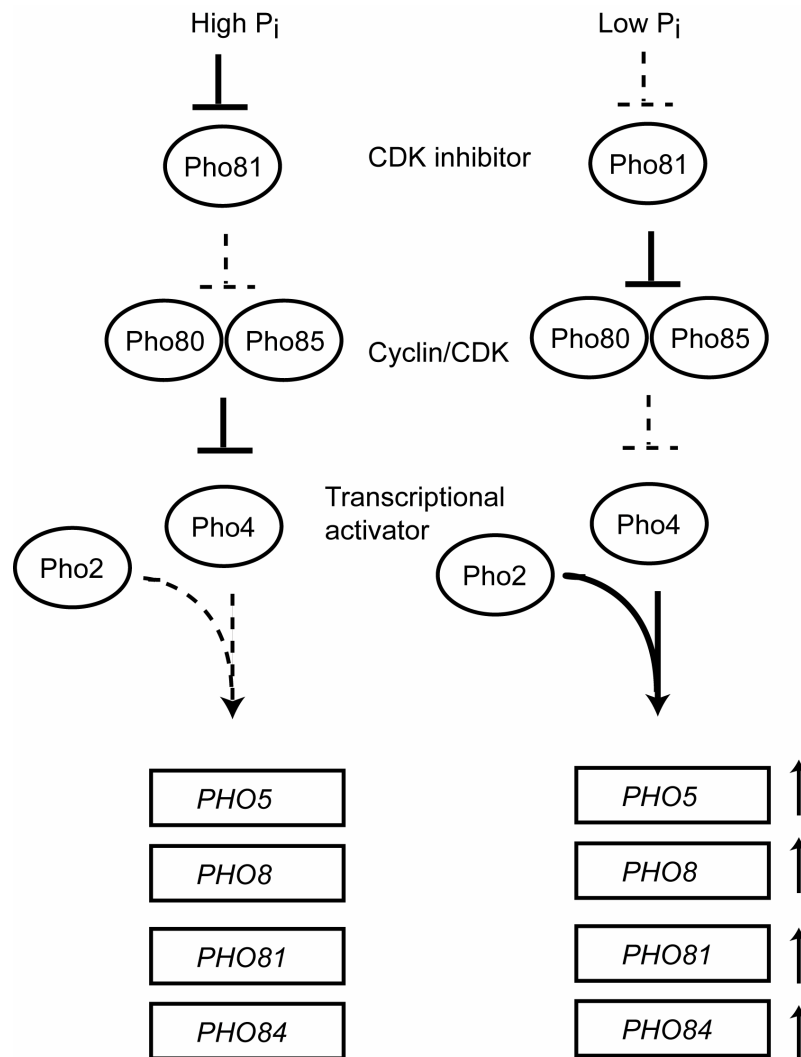 High Pi
Low Pi
Pho81
CDK inhibitor
Pho81
Pho80
Pho85
Cyclin/CDK
Pho80
Pho85
Pho4
Transcriptional
activator
Pho4
Pho2
Pho2
PHO5
PHO5
PHO8
PHO8
PHO81
PHO81
PHO84
PHO84